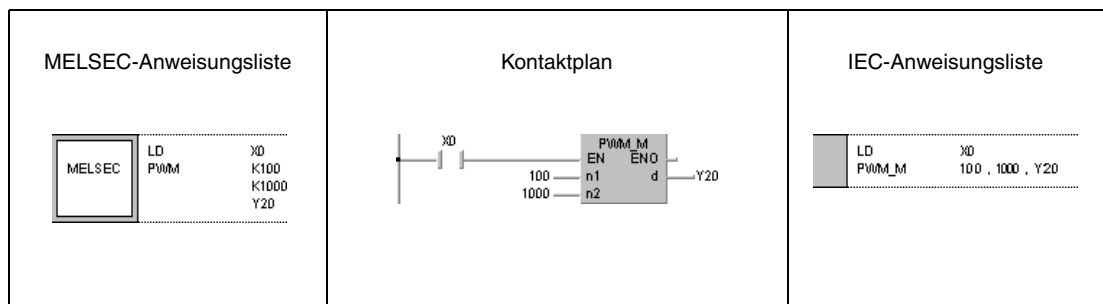 MELSEC-Anweisungsliste
MELSEC
LD X0
PWM K100
K1000
Y20
Kontaktplan
X0
PWM_M
EN ENO
100 n1 d Y20
1000 n2
IEC-Anweisungsliste
LD X0
PWM_M 100 , 1000 , Y20